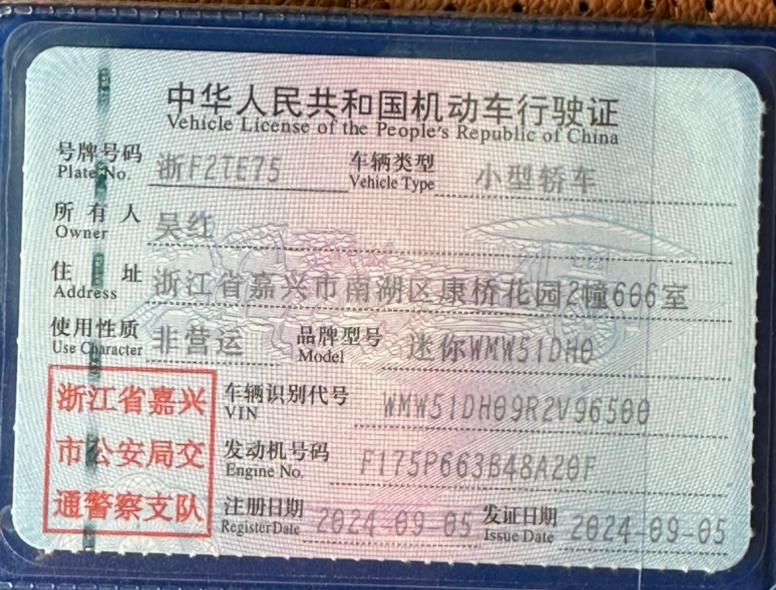 中华人民共和国机动车行驶证
Vehicle License of the People's Republic of China
号牌号码 浙F2TE75 车辆类型 小型轿车
Plate No. Vehicle Type
所有人 吴红
Owner
住址 浙江省嘉兴市南湖区康桥花园2幢606室
Address
使用性质 非营运 品牌型号 迷你WMW51DH0
Use Character Model
浙江省嘉兴
市公安局交
通警察支队
车辆识别代号 WMW51DH09R2V96500
VIN
发动机号码 F175P663B48A20F
Engine No.
注册日期 2024-09-05 发证日期 2024-09-05
Register Date Issue Date